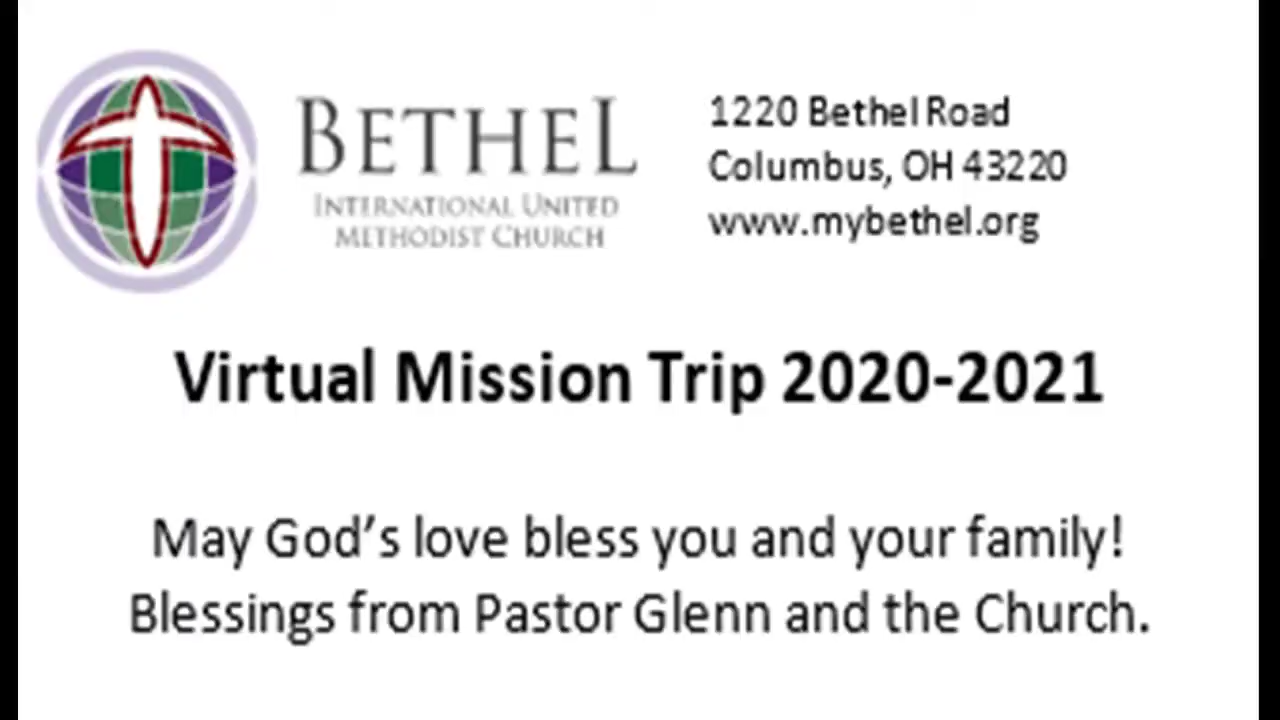 BETHEL
INTERNATIONAL UNITED
METHODIST CHURCH
1220 Bethel Road
Columbus, OH 43220
www.mybethel.org
Virtual Mission Trip 2020-2021
May God’s love bless you and your family!
Blessings from Pastor Glenn and the Church.